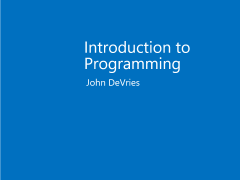 Introduction to
Programming
John DeVries